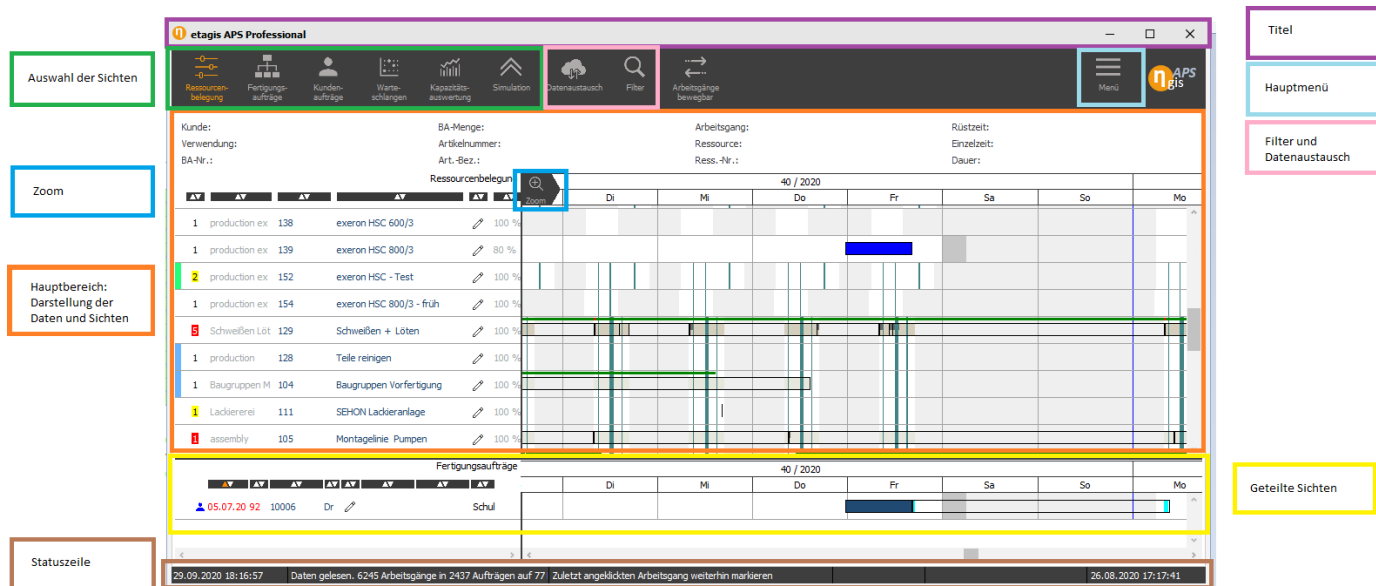 etagis APS Professional
Titel
Auswahl der Sichten
Ressourcen-
belegung
Fertigungs-
aufträge
Kunden-
aufträge
Warte-
schlangen
Kapazitäts-
auswertung
Simulation
Datenaustausch
Filter
Arbeitsgänge
bewegbar
Menü
APS
gis
Hauptmenü
Filter und
Datenaustausch
Kunde:
BA-Menge:
Arbeitsgang:
Rüstzeit:
Verwendung:
Artikelnummer:
Ressource:
Einzelzeit:
BA-Nr.:
Art.-Bez.:
Ress.-Nr.:
Dauer:
Zoom
Ressourcenbelegun
Zoom
40 / 2020
Di Mi Do Fr Sa So Mo
1 production ex 138 exeron HSC 600/3 100 %
1 production ex 139 exeron HSC 800/3 80 %
2 production ex 152 exeron HSC - Test 100 %
1 production ex 154 exeron HSC 800/3 - früh 100 %
5 Schweißen Löt 129 Schweißen + Löten 100 %
1 production 128 Teile reinigen 100 %
1 Baugruppen M 104 Baugruppen Vorfertigung 100 %
1 Lackiererei 111 SEHON Lackieranlage 100 %
1 assembly 105 Montagelinie Pumpen 100 %
Hauptbereich:
Darstellung der
Daten und Sichten
Fertigungsaufträge
40 / 2020
Di Mi Do Fr Sa So Mo
05.07.20 92 10006 Dr Schul
Geteilte Sichten
Statuszeile
29.09.2020 18:16:57 Daten gelesen. 6245 Arbeitsgänge in 2437 Aufträgen auf 77 Zuletzt angeklickten Arbeitsgang weiterhin markieren 26.08.2020 17:17:41